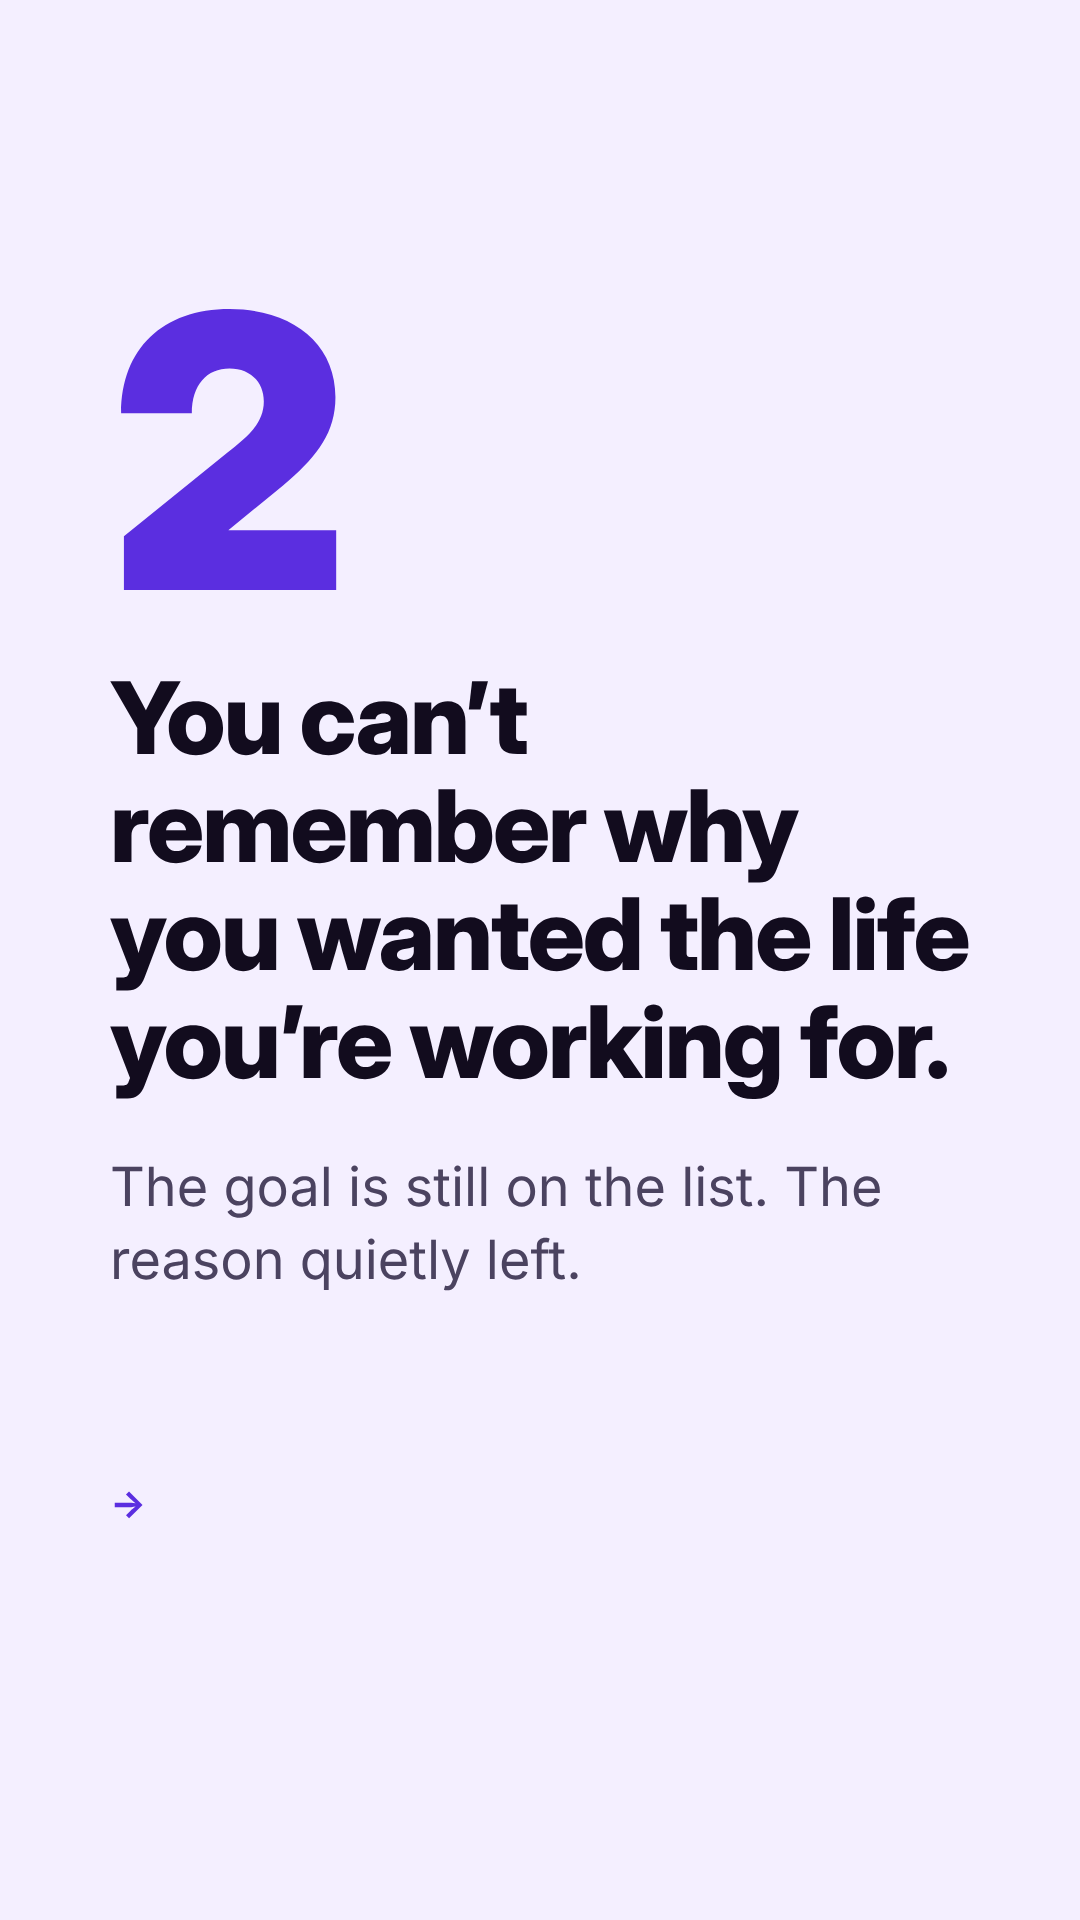 2
You can’t
remember why
you wanted the life
you’re working for.
The goal is still on the list. The
reason quietly left.
→